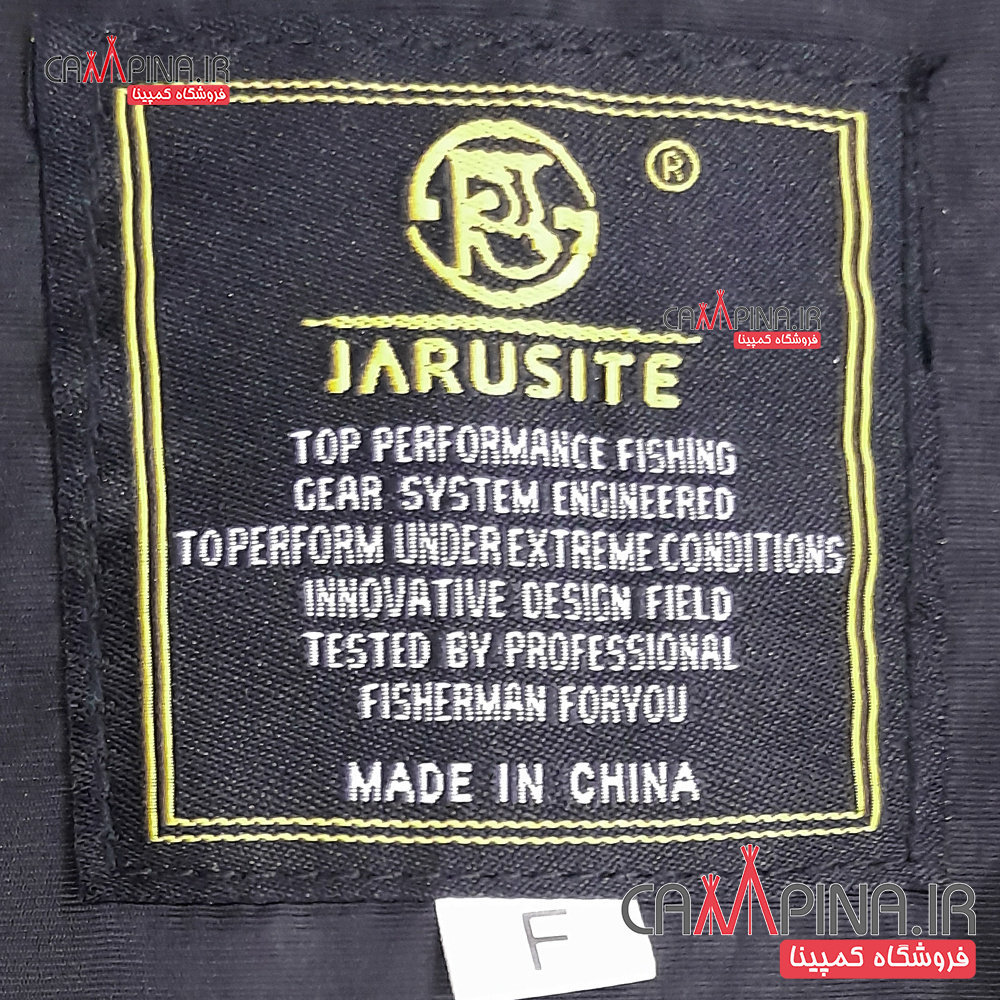 CAMPINA.IR
فروشگاه کمپینا
R
CAMPINA.IR
فروشگاه کمپینا
JARUSITE
TOP PERFORMANCE FISHING
GEAR SYSTEM ENGINEERED
TOPERFORM UNDER EXTREME CONDITIONS
INNOVATIVE DESIGN FIELD
TESTED BY PROFESSIONAL
FISHERMAN FORYOU
MADE IN CHINA
F
CAMPINA.IR
فروشگاه کمپینا